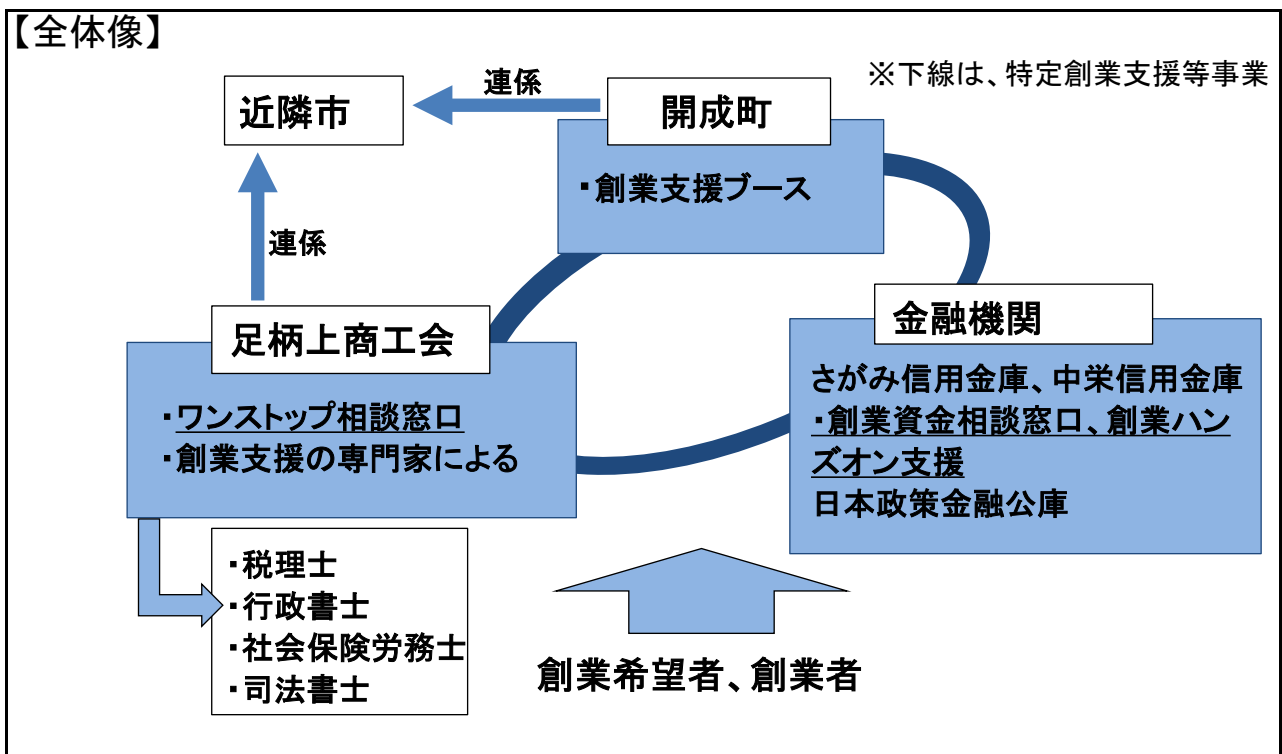 【全体像】
※下線は、特定創業支援等事業
近隣市
連係
開成町
・創業支援ブース
連係
足柄上商工会
・ワンストップ相談窓口
・創業支援の専門家による
金融機関
さがみ信用金庫、中栄信用金庫
・創業資金相談窓口、創業ハン
ズオン支援
日本政策金融公庫
・税理士
・行政書士
・社会保険労務士
・司法書士
創業希望者、創業者